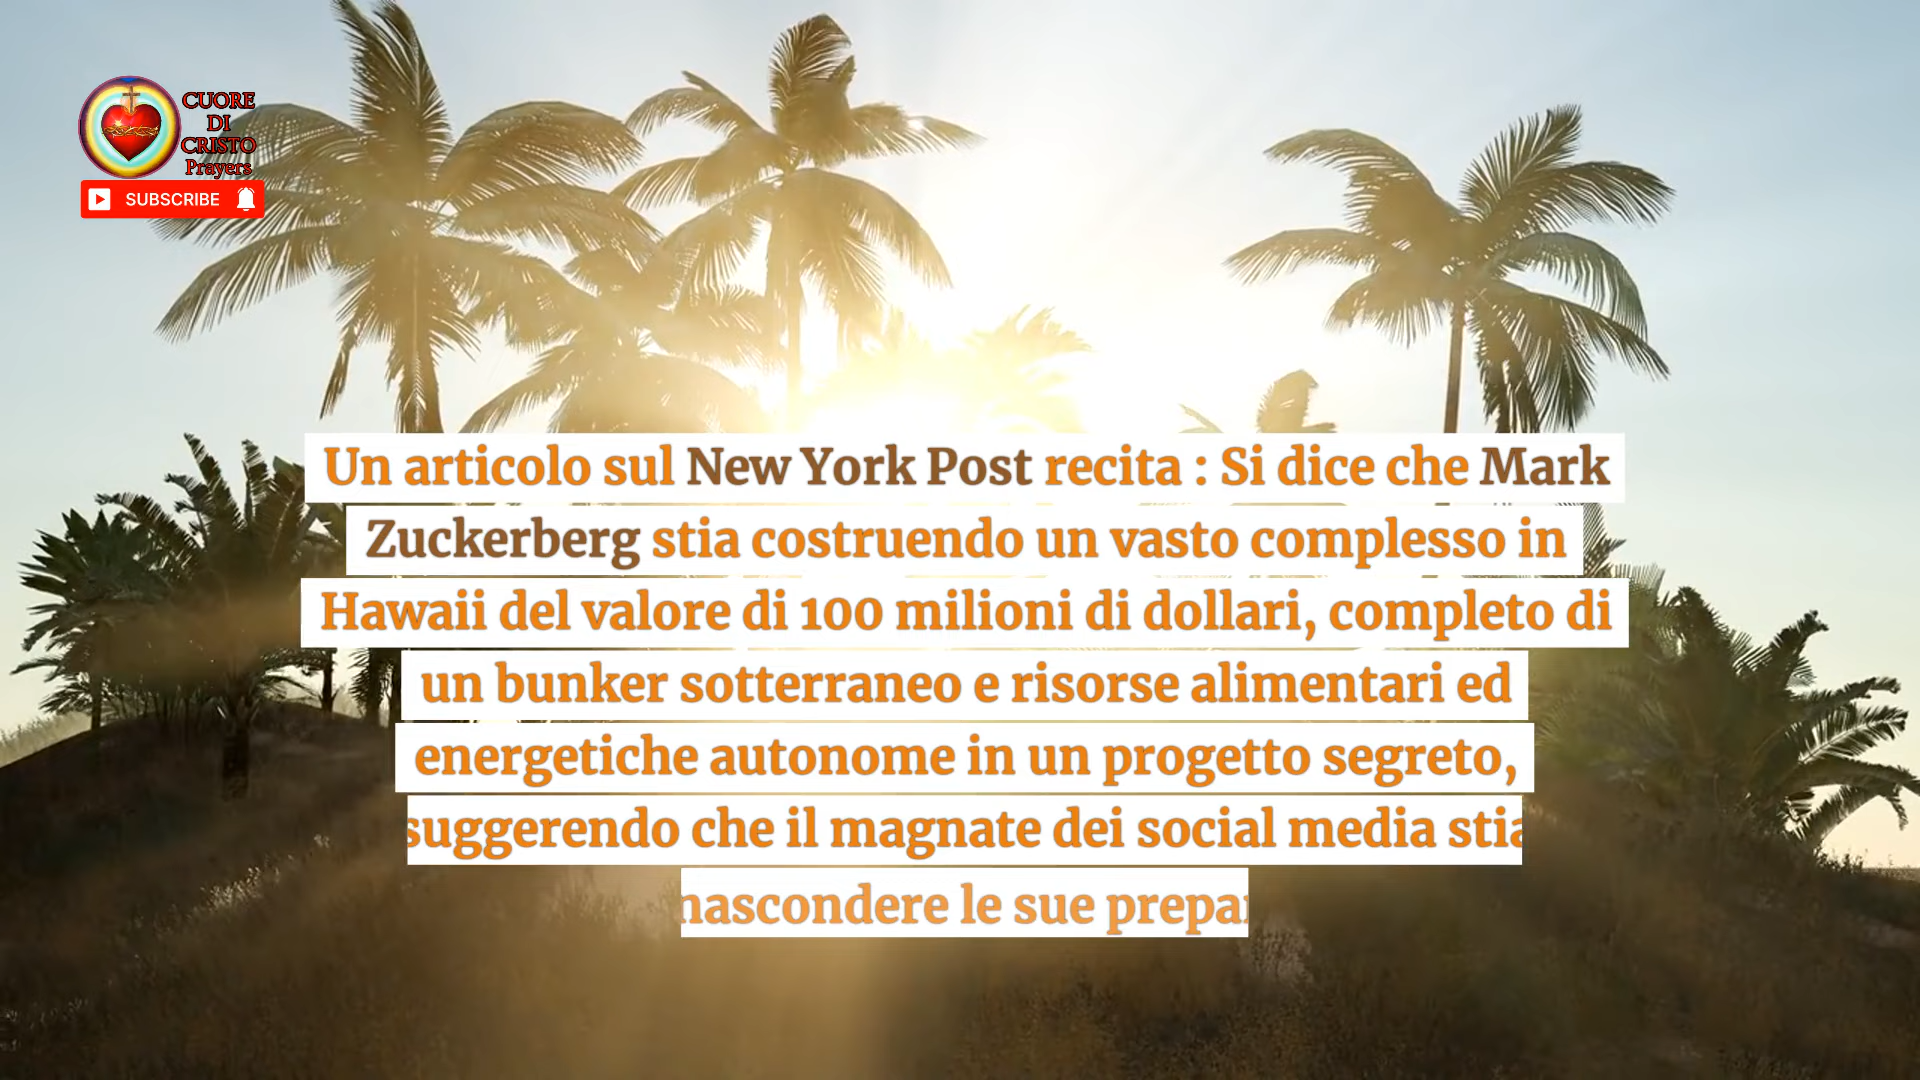 CUORE
DI
CRISTO
Prayers
SUBSCRIBE
Un articolo sul New York Post recita : Si dice che Mark
Zuckerberg stia costruendo un vasto complesso in
Hawaii del valore di 100 milioni di dollari, completo di
un bunker sotterraneo e risorse alimentari ed
energetiche autonome in un progetto segreto,
suggerendo che il magnate dei social media stia
nascondere le sue prepar